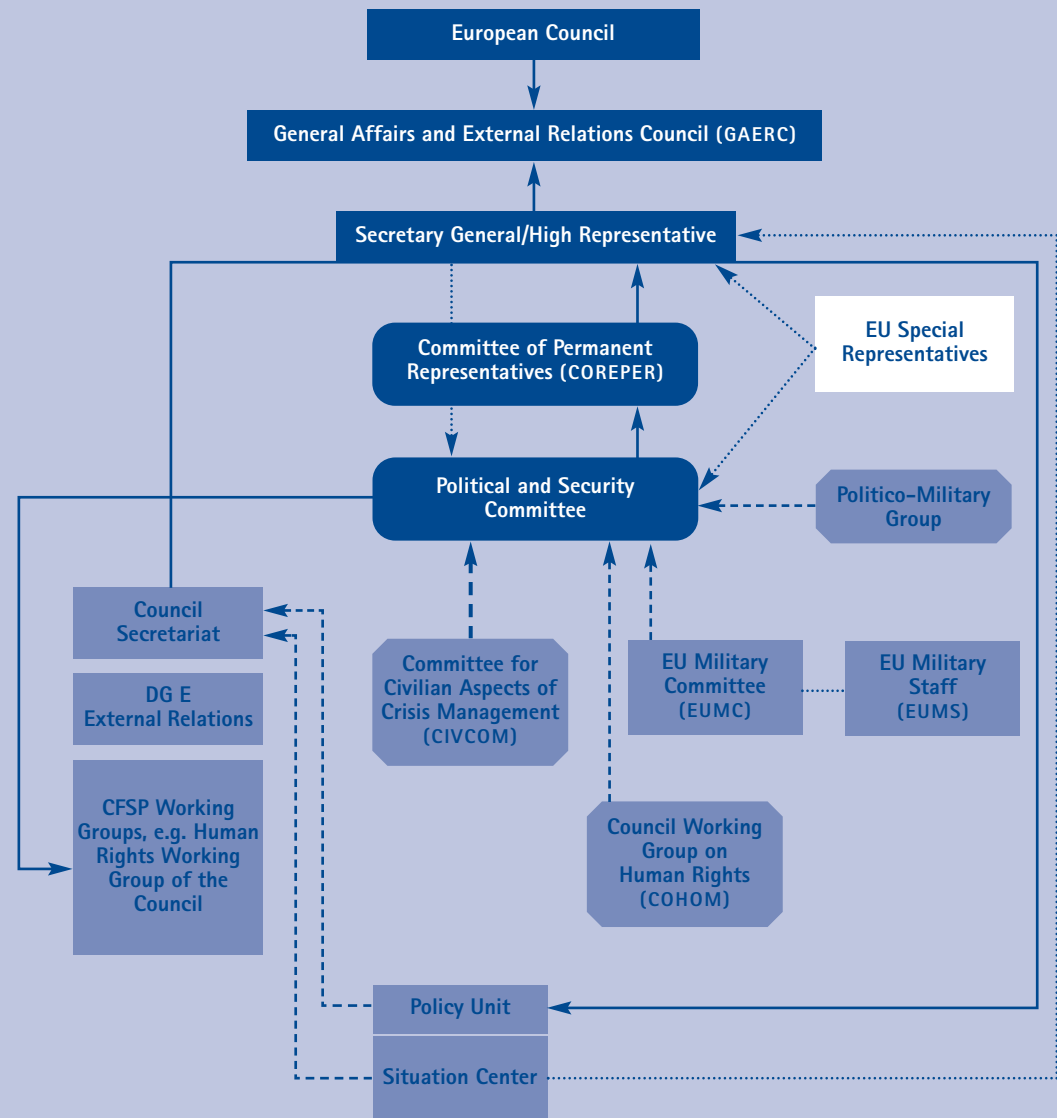 European Council
General Affairs and External Relations Council (GAERC)
Secretary General/High Representative
Committee of Permanent
Representatives (COREPER)
EU Special
Representatives
Political and Security
Committee
Politico-Military
Group
Council
Secretariat
DG E
External Relations
CFSP Working
Groups, e.g. Human
Rights Working
Group of the
Council
Committee for
Civilian Aspects of
Crisis Management
(CIVCOM)
EU Military
Committee
(EUMC)
EU Military
Staff
(EUMS)
Council Working
Group on
Human Rights
(COHOM)
Policy Unit
Situation Center